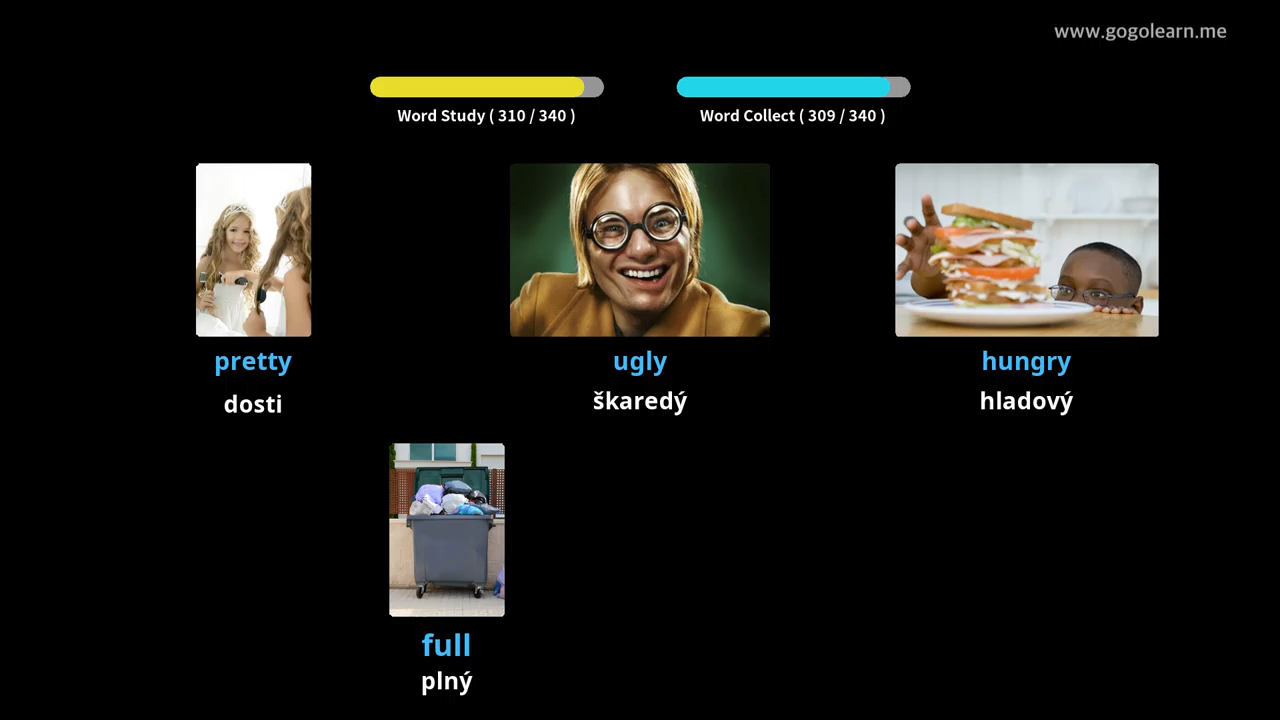 www.gogolearn.me
Word Study ( 310 / 340 )
Word Collect ( 309 / 340 )
pretty
dosti
ugly
škaredý
hungry
hladový
full
plný